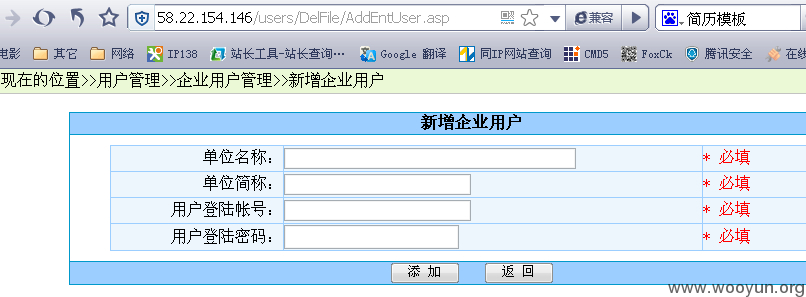 58.22.154.146/users/DelFile/AddEntUser.asp
兼容
简历模板
电影 其它 网络 IP138 站长工具-站长查询… Google 翻译 同IP网站查询 CMD5 FoxCk 腾讯安全 在线
现在的位置>>用户管理>>企业用户管理>>新增企业用户
新增企业用户
单位名称: * 必填
单位简称: * 必填
用户登陆帐号: * 必填
用户登陆密码: * 必填
添 加 返 回
www.wooyun.org